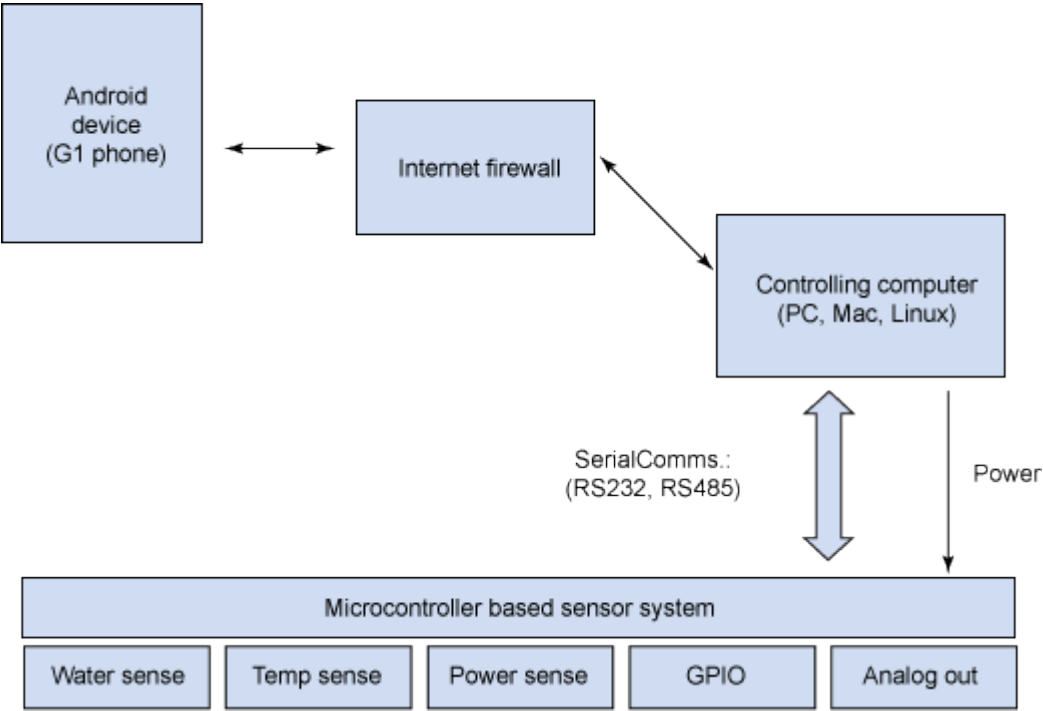 Android
device
(G1 phone)
Internet firewall
Controlling computer
(PC, Mac, Linux)
SerialComms.:
(RS232, RS485)
Power
Microcontroller based sensor system
Water sense
Temp sense
Power sense
GPIO
Analog out